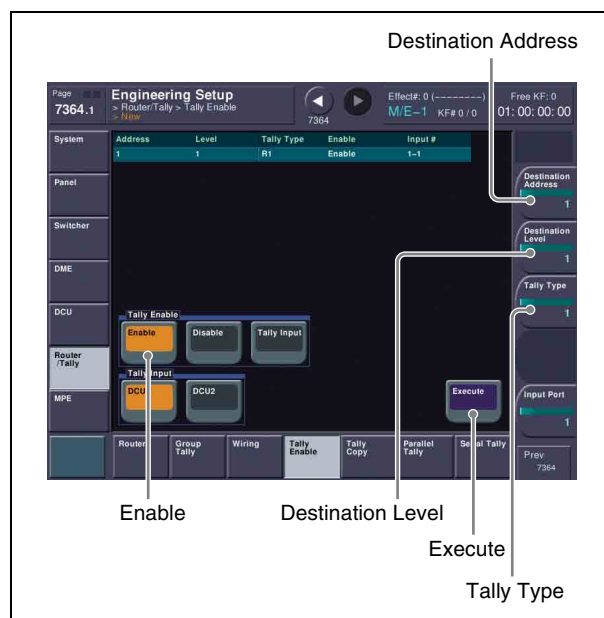 Destination Address
Page
7364.1
Engineering Setup
> Router/Tally > Tally Enable
> New
7364
Effect#: 0 (--------)
M/E-1 KF# 0 / 0
Free KF: 0
01: 00: 00: 00
System
Panel
Switcher
DME
DCU
Router
/Tally
MPE
Address Level Tally Type Enable Input #
1 1 R1 Enable 1-1
Destination
Address
1
Destination
Level
1
Tally Type
1
Input Port
1
Tally Enable
Enable Disable Tally Input
Tally Input
DCU DCU2
Execute
Router Group
Tally Wiring Tally
Enable Tally
Copy Parallel
Tally Serial Tally
Prev
7364
Enable
Destination Level
Execute
Tally Type